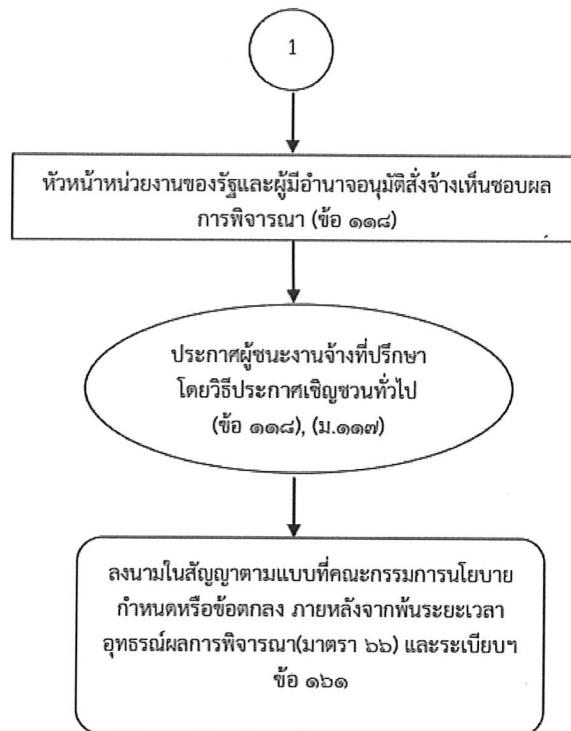 1
หัวหน้าหน่วยงานของรัฐและผู้มีอำนาจอนุมัติสั่งจ้างเห็นชอบผล
การพิจารณา (ข้อ ๑๑๘)
ประกาศผู้ชนะงานจ้างที่ปรึกษา
โดยวิธีประกาศเชิญชวนทั่วไป
(ข้อ ๑๑๘), (ม.๑๑๗)
ลงนามในสัญญาตามแบบที่คณะกรรมการนโยบาย
กำหนดหรือข้อตกลง ภายหลังจากพ้นระยะเวลา
อุทธรณ์ผลการพิจารณา(มาตรา ๖๖) และระเบียบฯ
ข้อ ๑๖๑